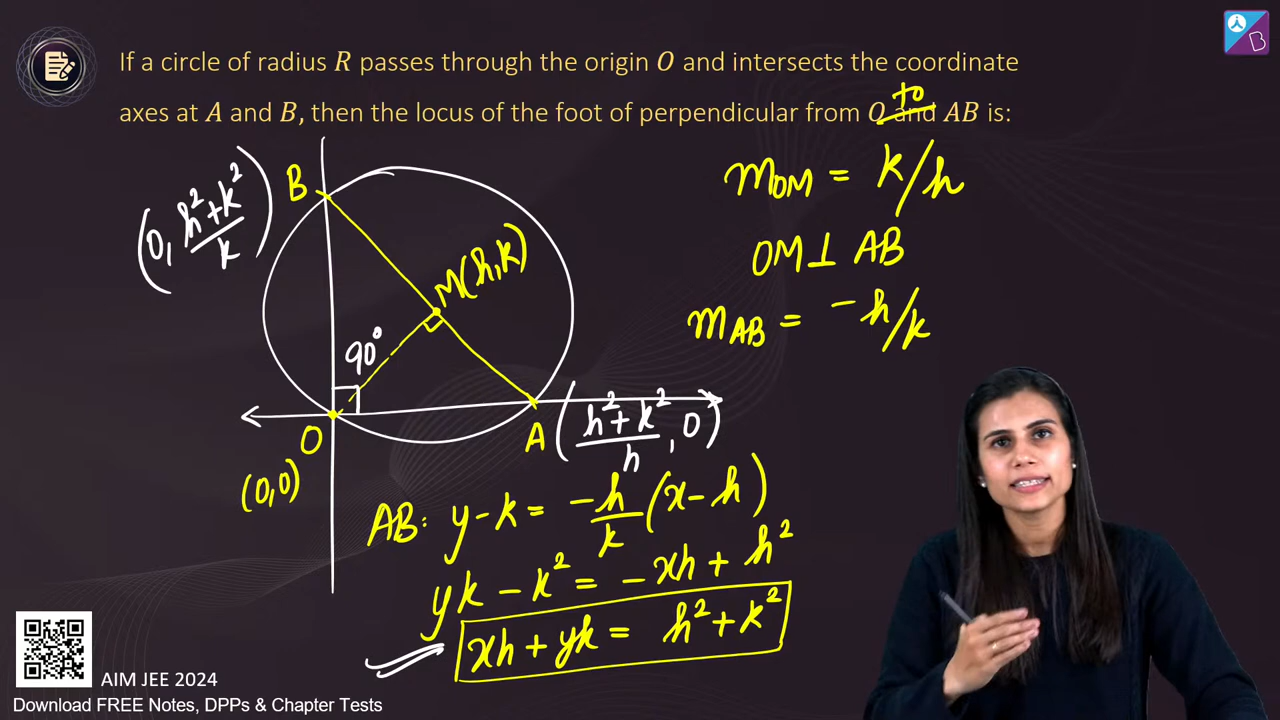 If a circle of radius R passes through the origin O and intersects the coordinate
axes at A and B, then the locus of the foot of perpendicular from O and AB is:
to
m_OM = k/h
OM ⊥ AB
m_AB = -h/k
B
(0, (h²+k²)/k)
M(h,k)
90°
O
(0,0)
A
((h²+k²)/h, 0)
AB: y-k = -h/k (x-h)
yk - k² = -xh + h²
xh + yk = h² + k²
AIM JEE 2024
Download FREE Notes, DPPs & Chapter Tests
B